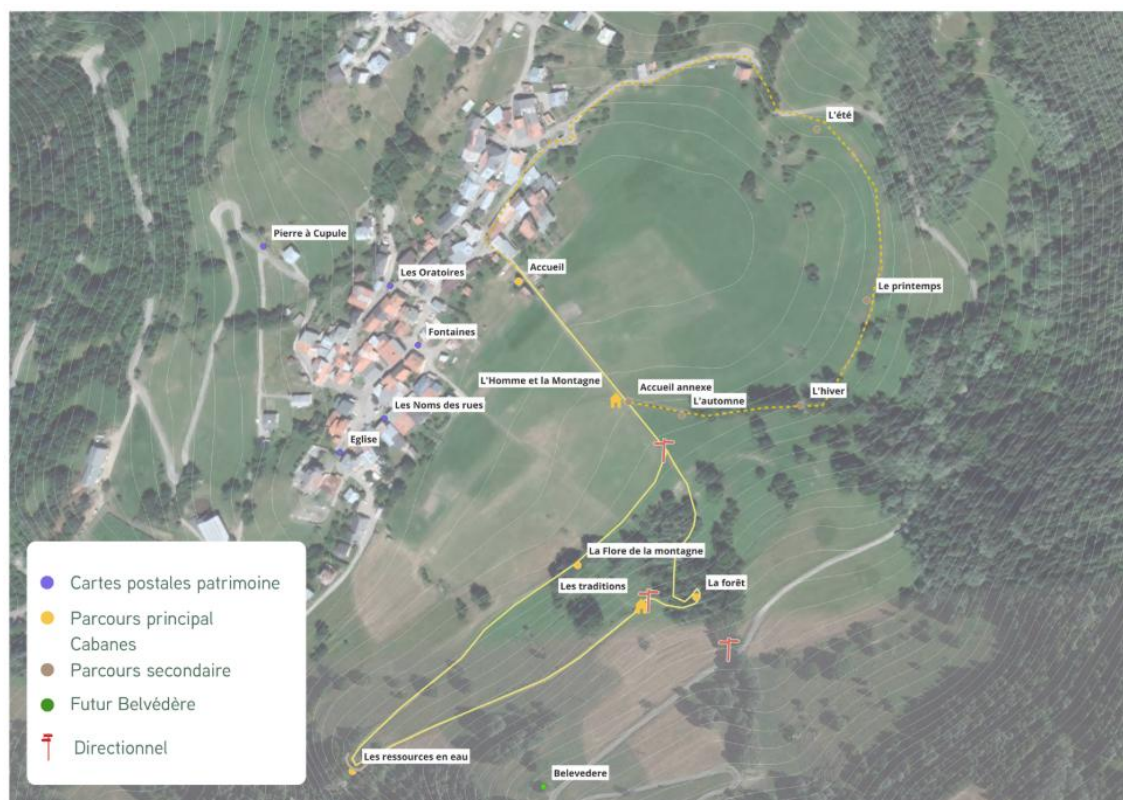 L'été
Pierre à Cupule
Les Oratoires
Accueil
Le printemps
Fontaines
L'Homme et la Montagne
Accueil annexe
L'automne
L'hiver
Les Noms des rues
Eglise
La Flore de la montagne
Les traditions
La forêt
Les ressources en eau
Belevedere
Cartes postales patrimoine
Parcours principal
Cabanes
Parcours secondaire
Futur Belvédère
Directionnel